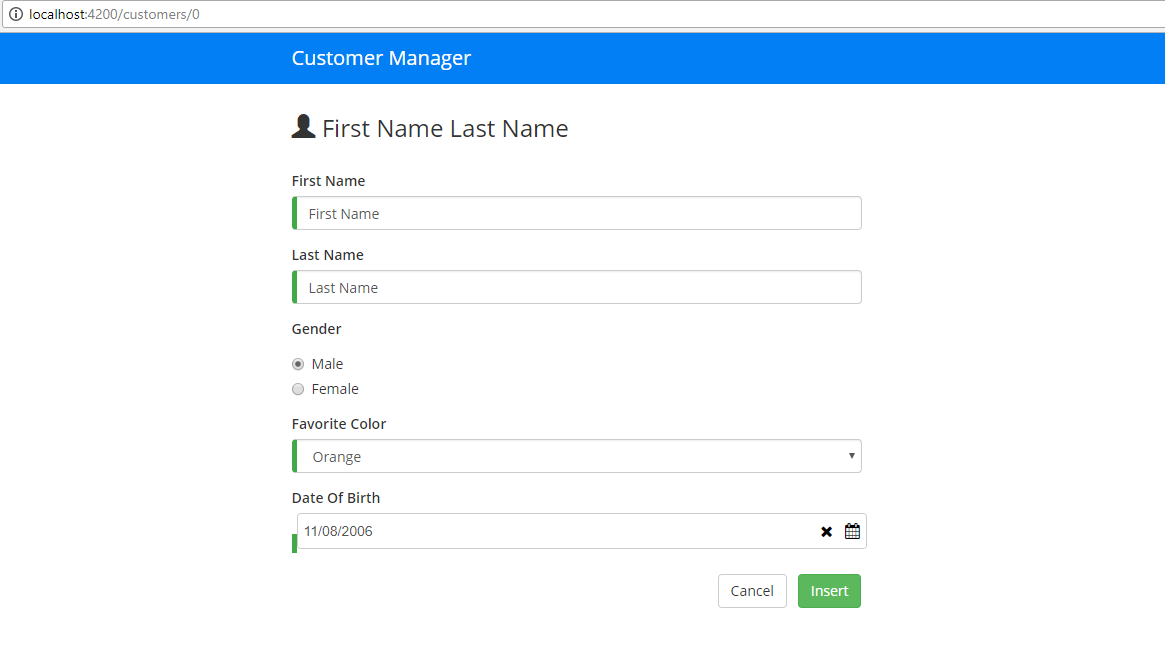 localhost:4200/customers/0
Customer Manager
First Name Last Name
First Name
First Name
Last Name
Last Name
Gender
Male
Female
Favorite Color
Orange
Date Of Birth
11/08/2006
Cancel Insert